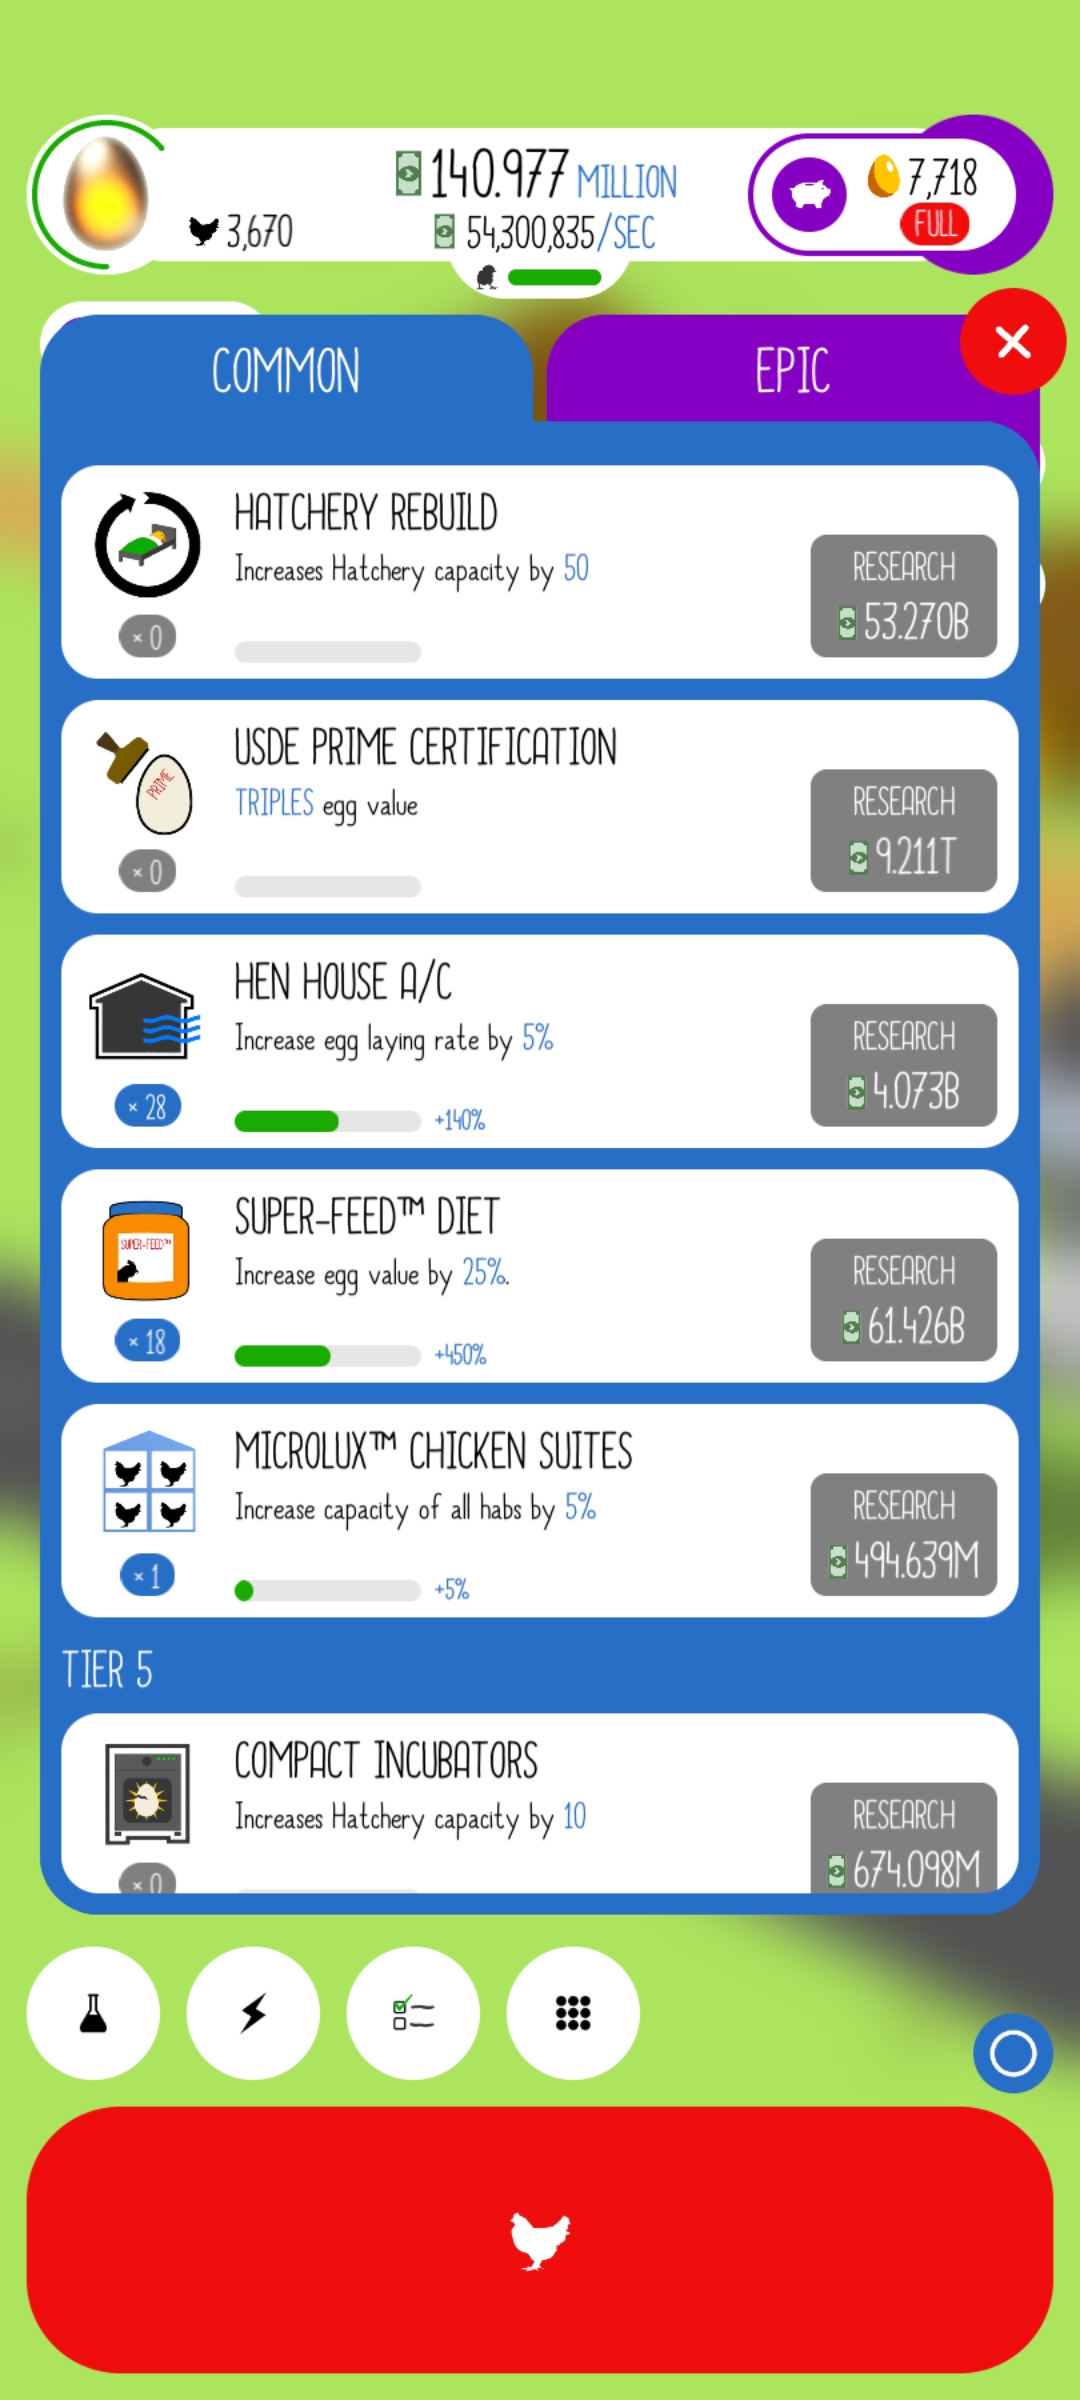 140.977 MILLION
7,718
3,670
54,300,835/SEC
FULL
COMMON
EPIC
HATCHERY REBUILD
Increases Hatchery capacity by 50
RESEARCH
53.270B
× 0
USDE PRIME CERTIFICATION
PRIME
TRIPLES egg value
RESEARCH
9.211T
× 0
HEN HOUSE A/C
Increase egg laying rate by 5%
RESEARCH
4.073B
× 28
+140%
SUPER-FEED™ DIET
SUPER-FEED™
Increase egg value by 25%.
RESEARCH
61.426B
× 18
+450%
MICROLUX™ CHICKEN SUITES
Increase capacity of all habs by 5%
RESEARCH
494.639M
× 1
+5%
TIER 5
COMPACT INCUBATORS
Increases Hatchery capacity by 10
RESEARCH
674.098M
× 0